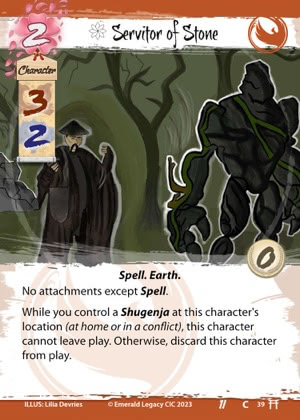 2
Servitor of Stone
Character
3
2
0
Spell. Earth.
No attachments except Spell.
While you control a Shugenja at this character's
location (at home or in a conflict), this character
cannot leave play. Otherwise, discard this character
from play.
ILLUS: Lilia Devries © Emerald Legacy CIC 2023 C 39